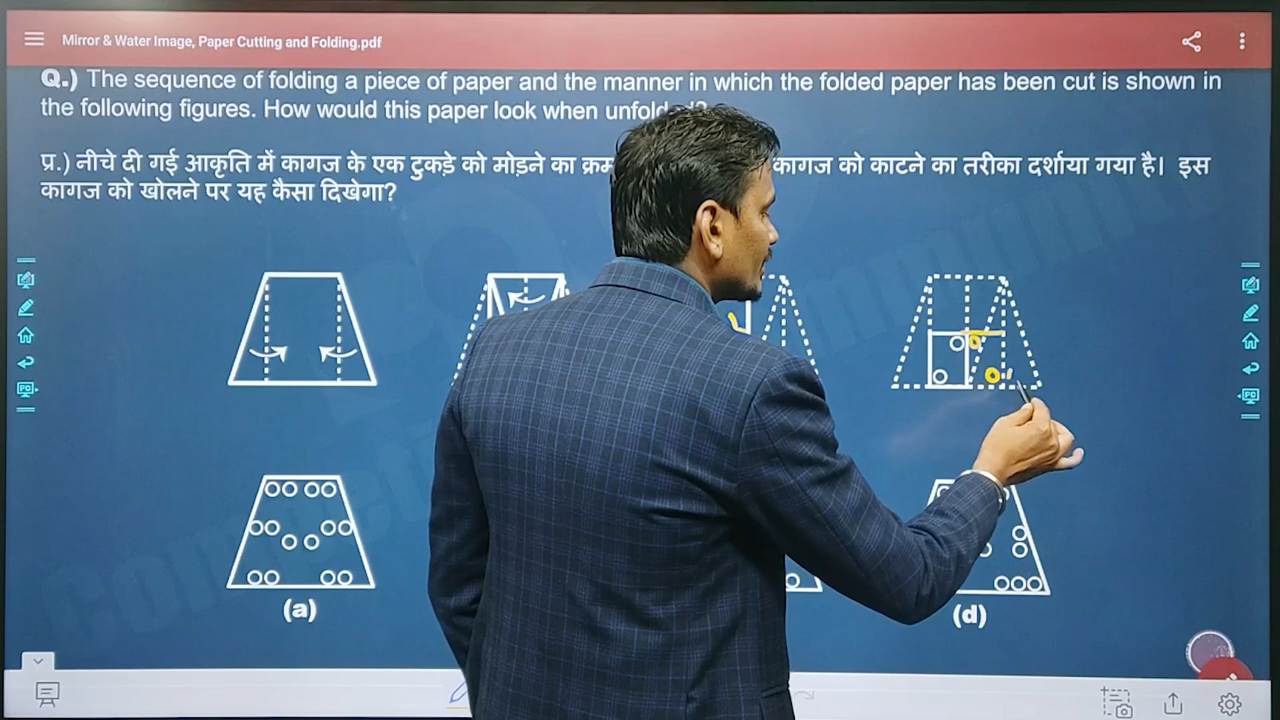 Mirror & Water Image, Paper Cutting and Folding.pdf
Q.) The sequence of folding a piece of paper and the manner in which the folded paper has been cut is shown in
the following figures. How would this paper look when
प्र.) नीचे दी गई आकृति में कागज के एक टुकड़े को मोड़ने का क्रम कागज को काटने का तरीका दर्शाया गया है। इस
कागज को खोलने पर यह कैसा दिखेगा?
(a) (d)